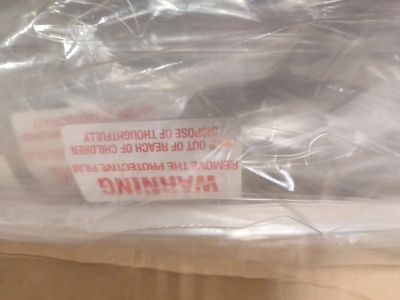 WARNING
REMOVE THE PROTECTIVE FILM
OUT OF REACH OF CHILDREN
DISPOSE OF THOUGHTFULLY